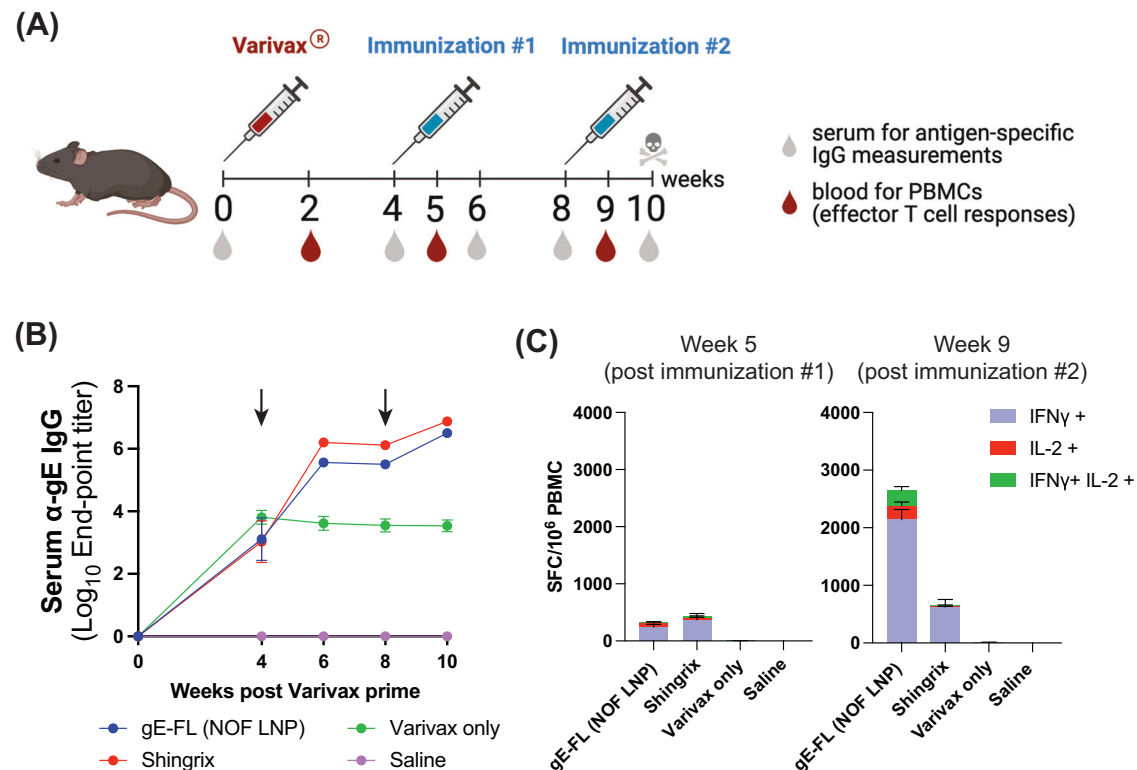 (A)
Varivax® Immunization #1 Immunization #2
weeks
0 2 4 5 6 8 9 10
serum for antigen-specific
IgG measurements
blood for PBMCs
(effector T cell responses)
(B)
Serum α-gE IgG
(Log10 End-point titer)
8
6
4
2
0
0 4 6 8 10
Weeks post Varivax prime
gE-FL (NOF LNP)
Shingrix
Varivax only
Saline
(C)
Week 5
(post immunization #1)
Week 9
(post immunization #2)
SFC/10⁶ PBMC
4000
3000
2000
1000
0
gE-FL (NOF LNP)
Shingrix
Varivax only
Saline
4000
3000
2000
1000
0
gE-FL (NOF LNP)
Shingrix
Varivax only
Saline
IFNγ +
IL-2 +
IFNγ+ IL-2 +